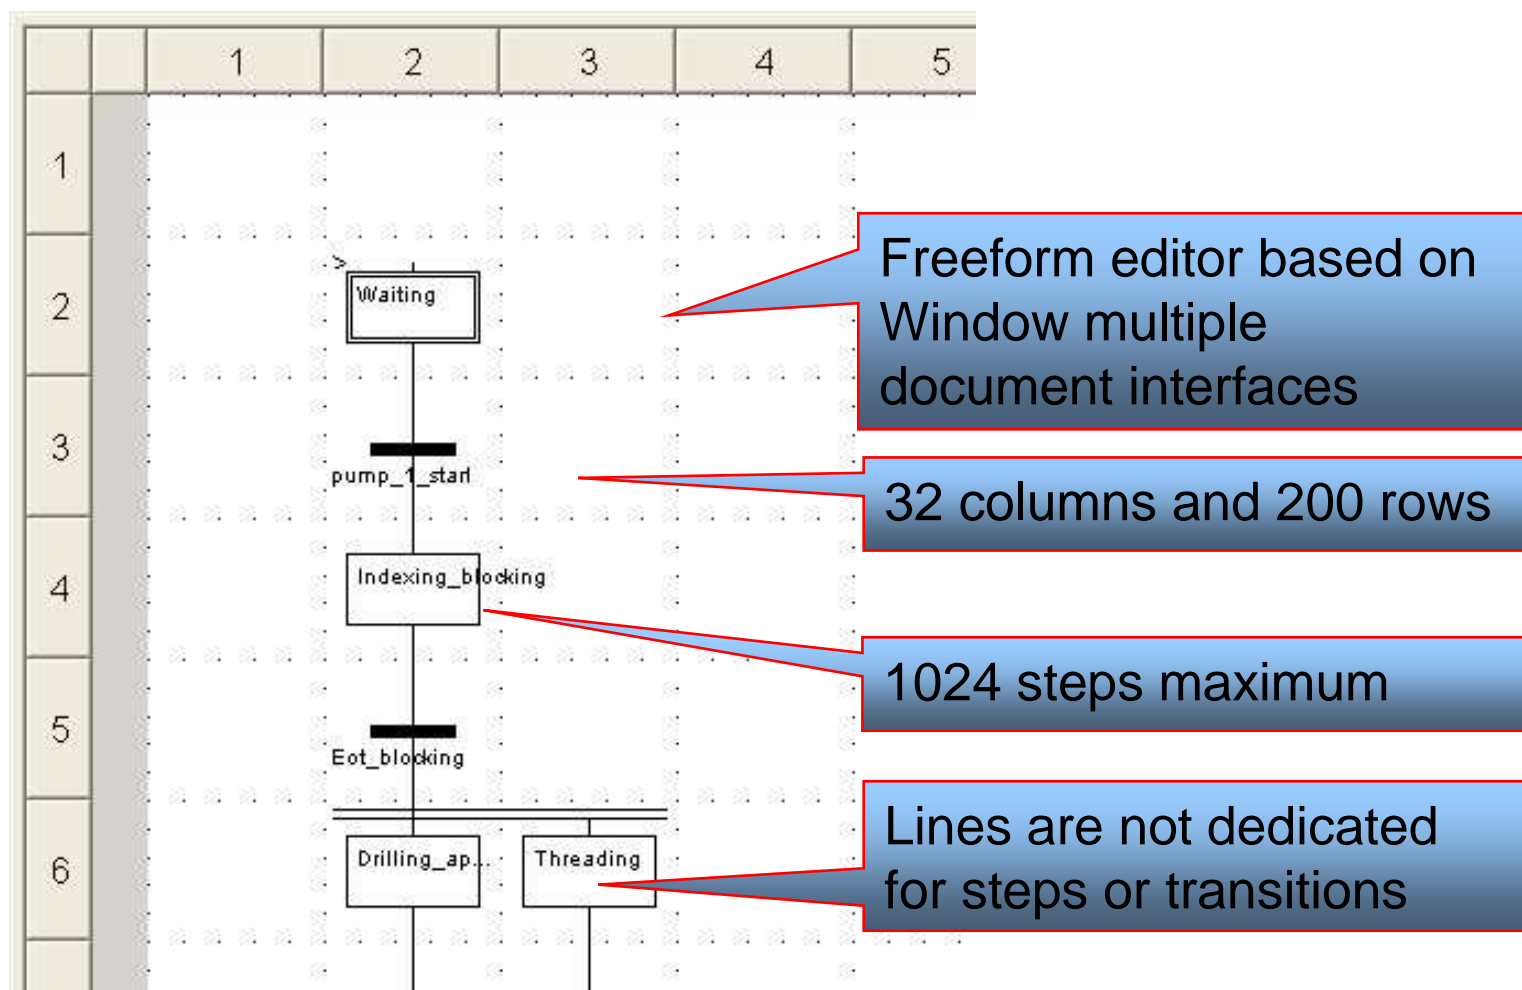 1 2 3 4 5
1
2
3
4
5
6
Waiting
pump_1_start
Indexing_blocking
Eot_blocking
Drilling_ap... Threading
Freeform editor based on
Window multiple
document interfaces
32 columns and 200 rows
1024 steps maximum
Lines are not dedicated
for steps or transitions